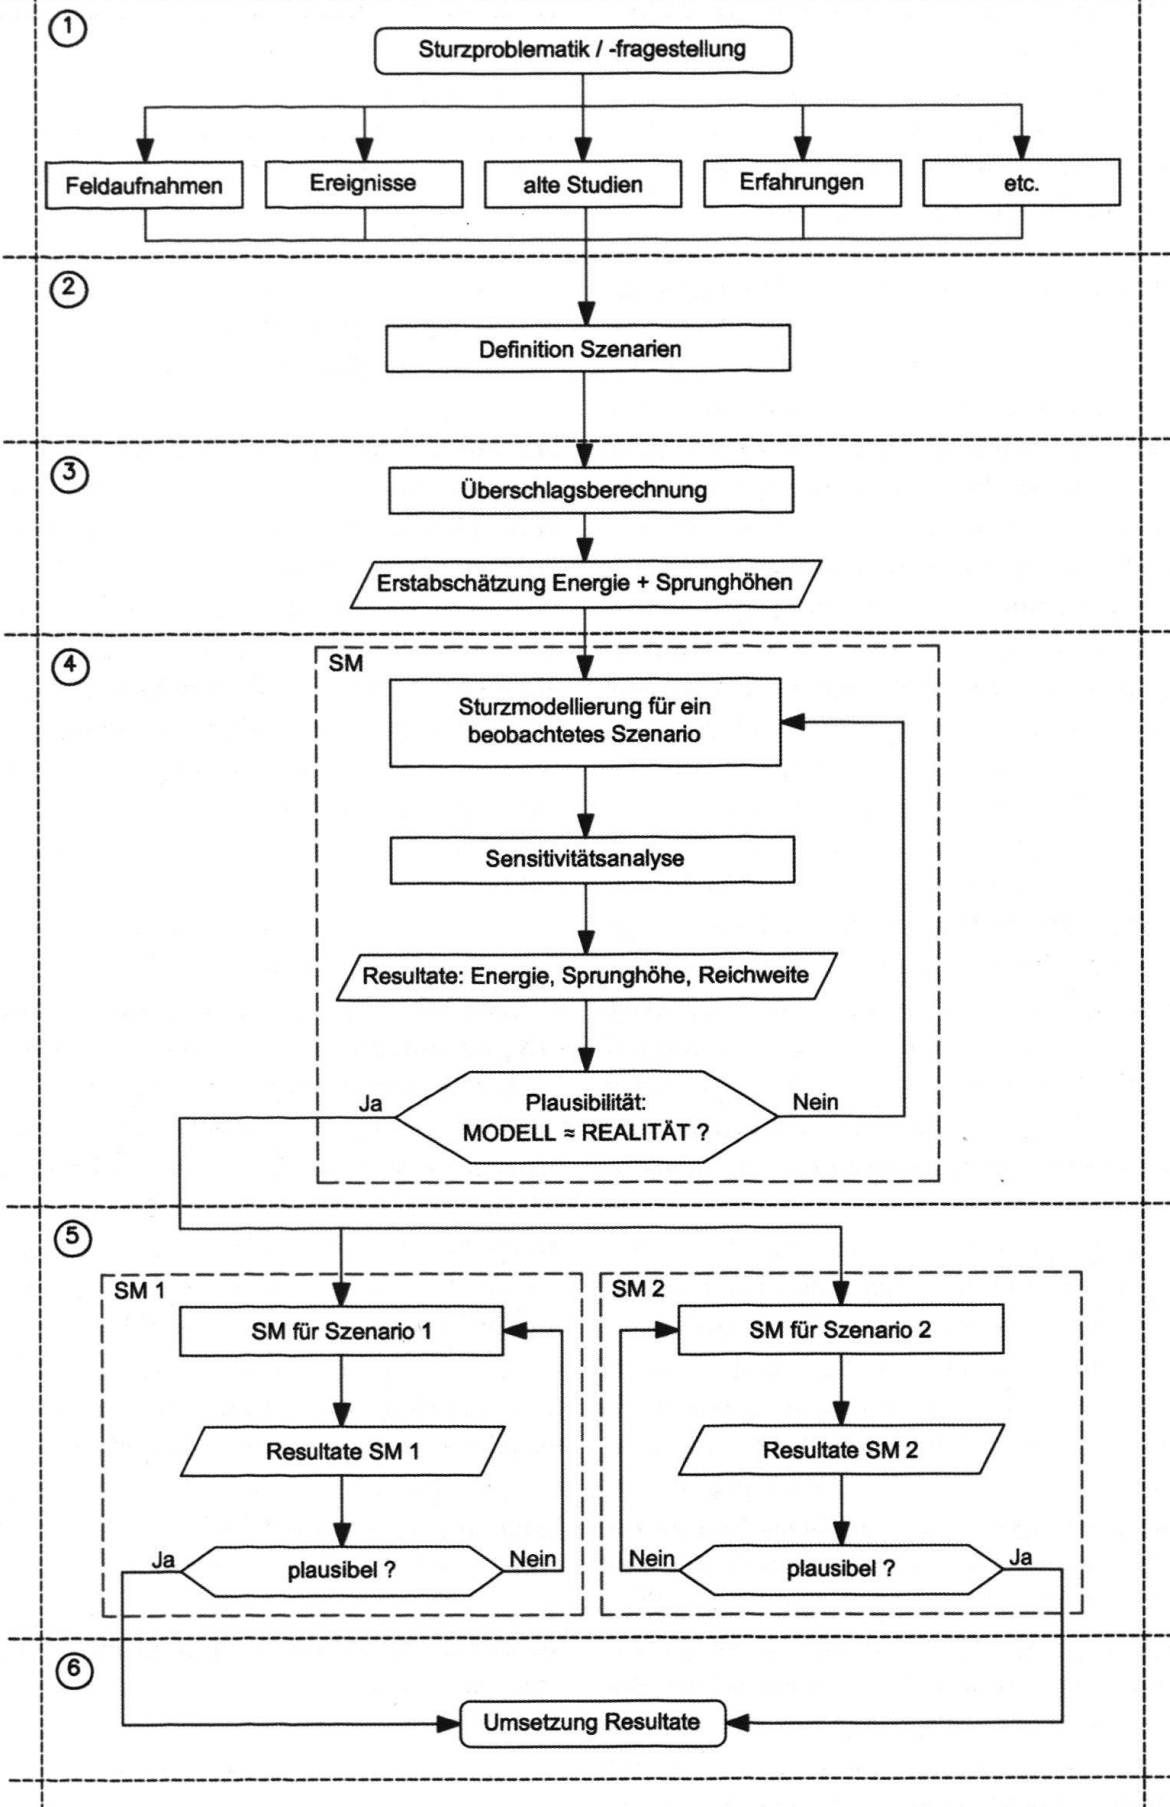 1
Sturzproblematik / -fragestellung
Feldaufnahmen
Ereignisse
alte Studien
Erfahrungen
etc.
2
Definition Szenarien
3
Überschlagsberechnung
Erstabschätzung Energie + Sprunghöhen
4
SM
Sturzmodellierung für ein
beobachtetes Szenario
Sensitivitätsanalyse
Resultate: Energie, Sprunghöhe, Reichweite
Ja
Plausibilität:
MODELL ≈ REALITÄT ?
Nein
5
SM 1
SM für Szenario 1
Resultate SM 1
Ja
plausibel ?
Nein
SM 2
SM für Szenario 2
Resultate SM 2
Nein
plausibel ?
Ja
6
Umsetzung Resultate